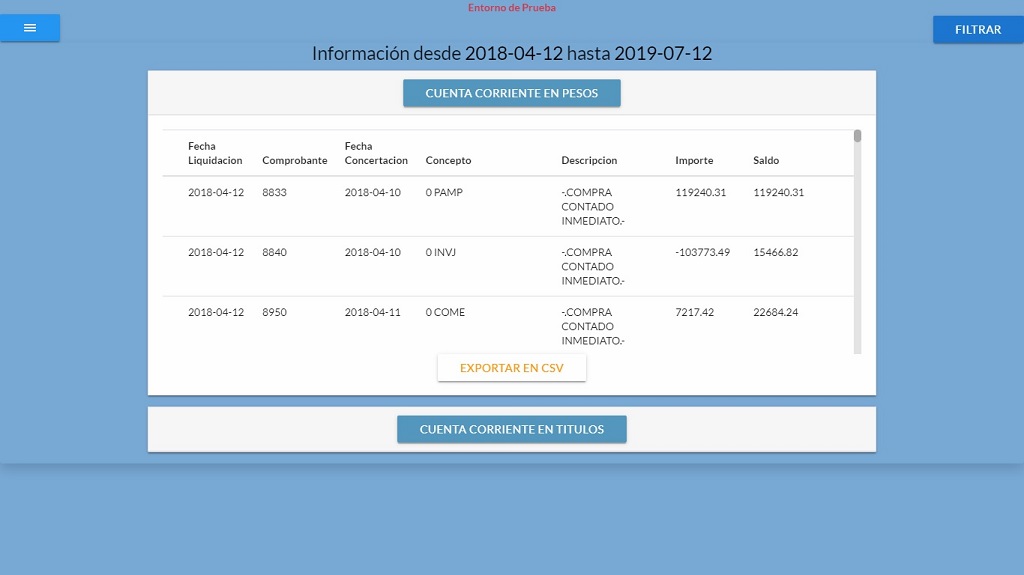 Entorno de Prueba
FILTRAR
Información desde 2018-04-12 hasta 2019-07-12
CUENTA CORRIENTE EN PESOS
Fecha Liquidacion Comprobante Fecha Concertacion Concepto Descripcion Importe Saldo
2018-04-12 8833 2018-04-10 0 PAMP -.COMPRA 119240.31 119240.31
CONTADO
INMEDIATO.-
2018-04-12 8840 2018-04-10 0 INVJ -.COMPRA -103773.49 15466.82
CONTADO
INMEDIATO.-
2018-04-12 8950 2018-04-11 0 COME -.COMPRA 7217.42 22684.24
CONTADO
INMEDIATO.-
EXPORTAR EN CSV
CUENTA CORRIENTE EN TITULOS